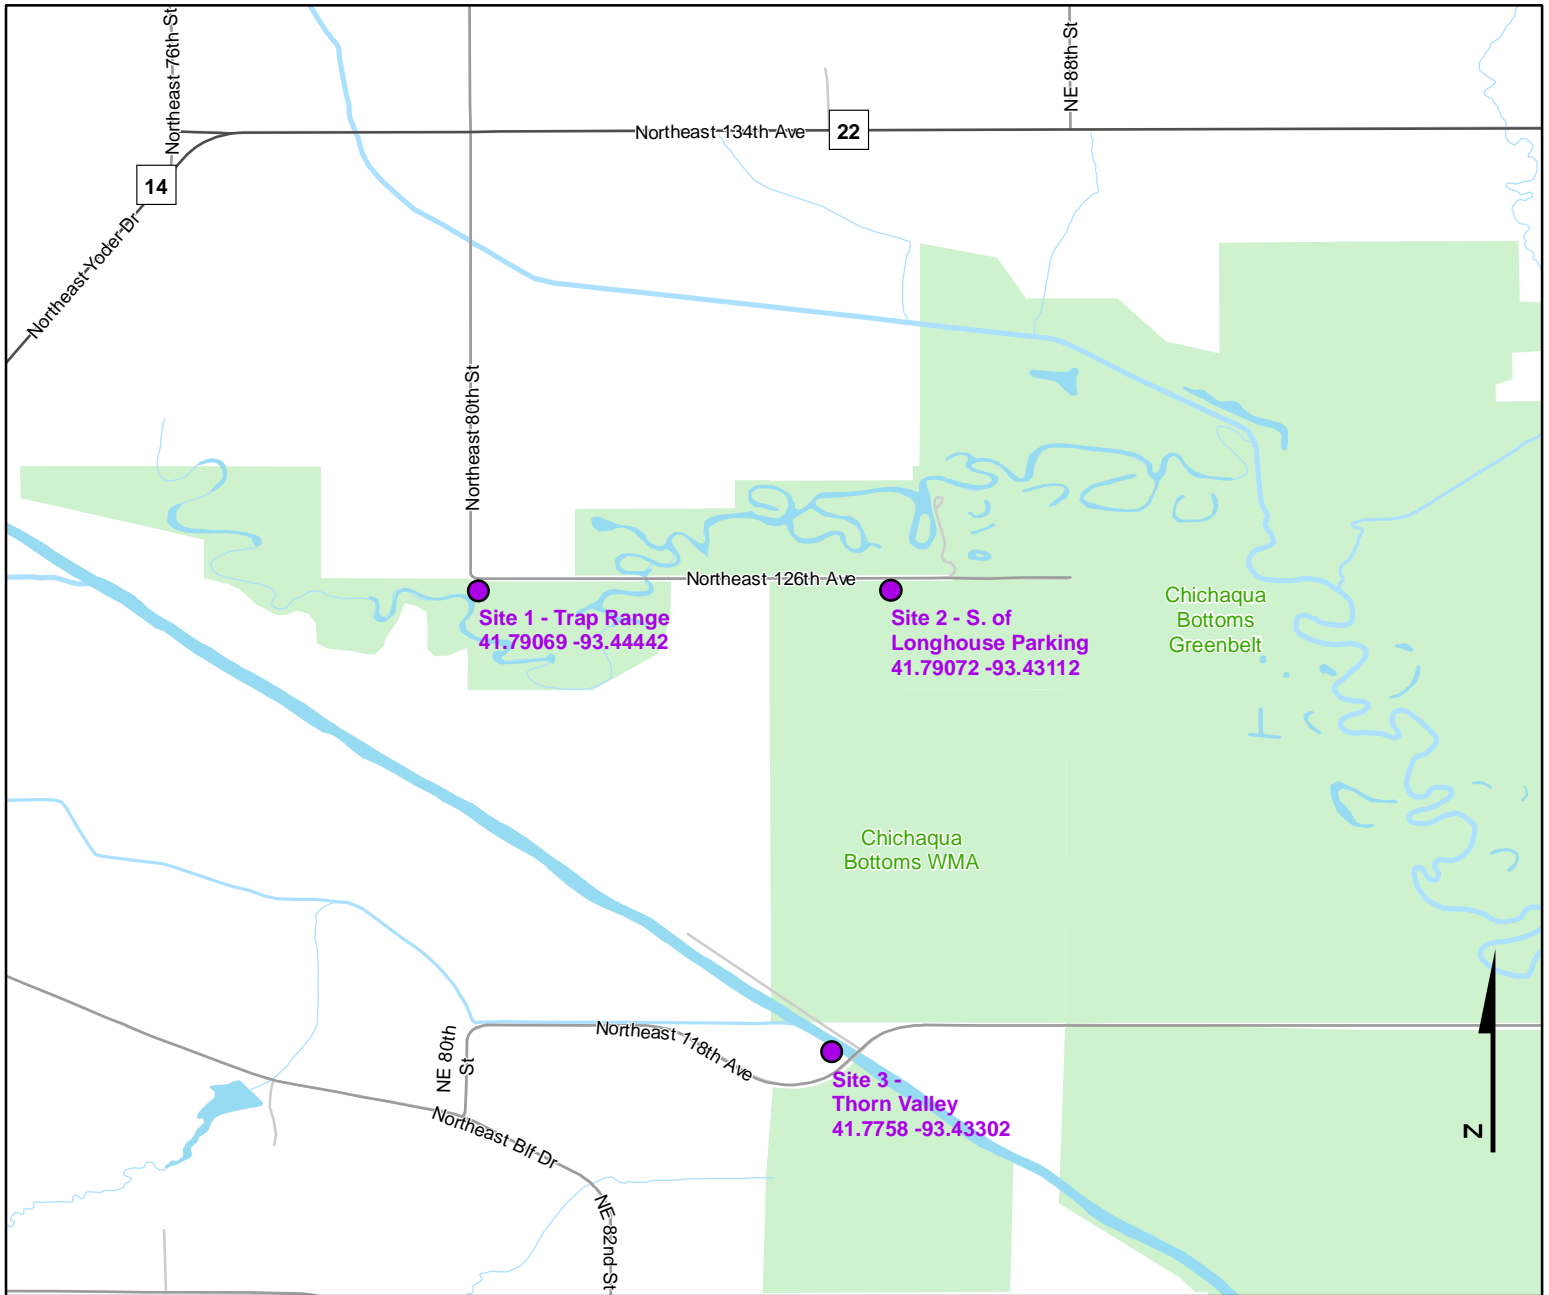 Northeast 76th St
NE 88th St
Northeast 134th Ave
22
14
Northeast Yoder Dr
Northeast 80th St
Northeast 126th Ave
Site 1 - Trap Range
41.79069 -93.44442
Site 2 - S. of
Longhouse Parking
41.79072 -93.43112
Chichaqua
Bottoms
Greenbelt
Chichaqua
Bottoms WMA
NE 80th
St
Northeast 118th Ave
Site 3 -
Thorn Valley
41.7758 -93.43302
Northeast Blf Dr
NE 82nd St
N